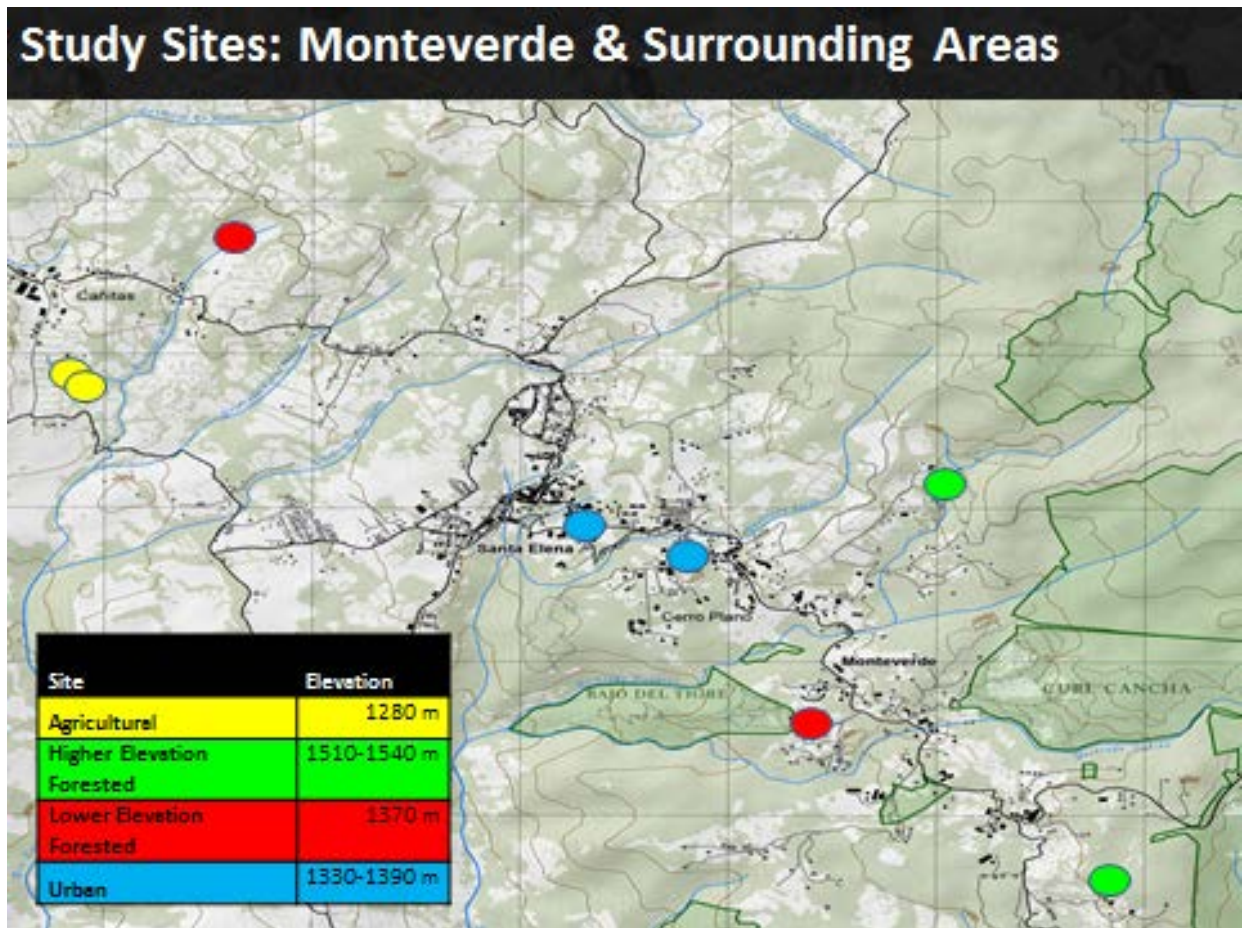 Study Sites: Monteverde & Surrounding Areas
Cañitas
Santa Elena
Cerro Plano
Monteverde
BAJO DEL TIGRE
CURI CANCHA
Site Elevation
Agricultural 1280 m
Higher Elevation 1510-1540 m
Forested
Lower Elevation 1370 m
Forested
Urban 1330-1390 m